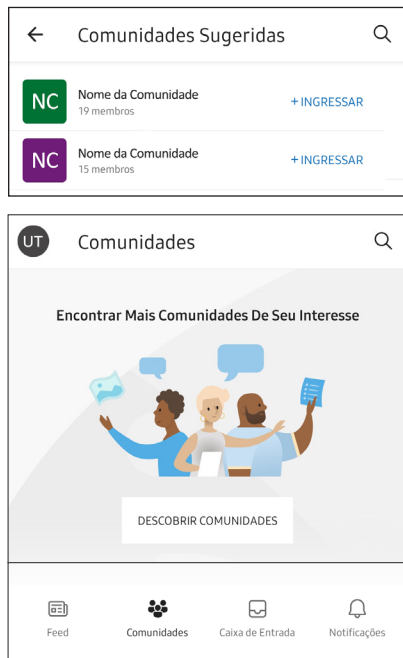 Comunidades Sugeridas
NC
Nome da Comunidade
19 membros
+ INGRESSAR
NC
Nome da Comunidade
15 membros
+ INGRESSAR
UT
Comunidades
Encontrar Mais Comunidades De Seu Interesse
DESCOBRIR COMUNIDADES
Feed
Comunidades
Caixa de Entrada
Notificações